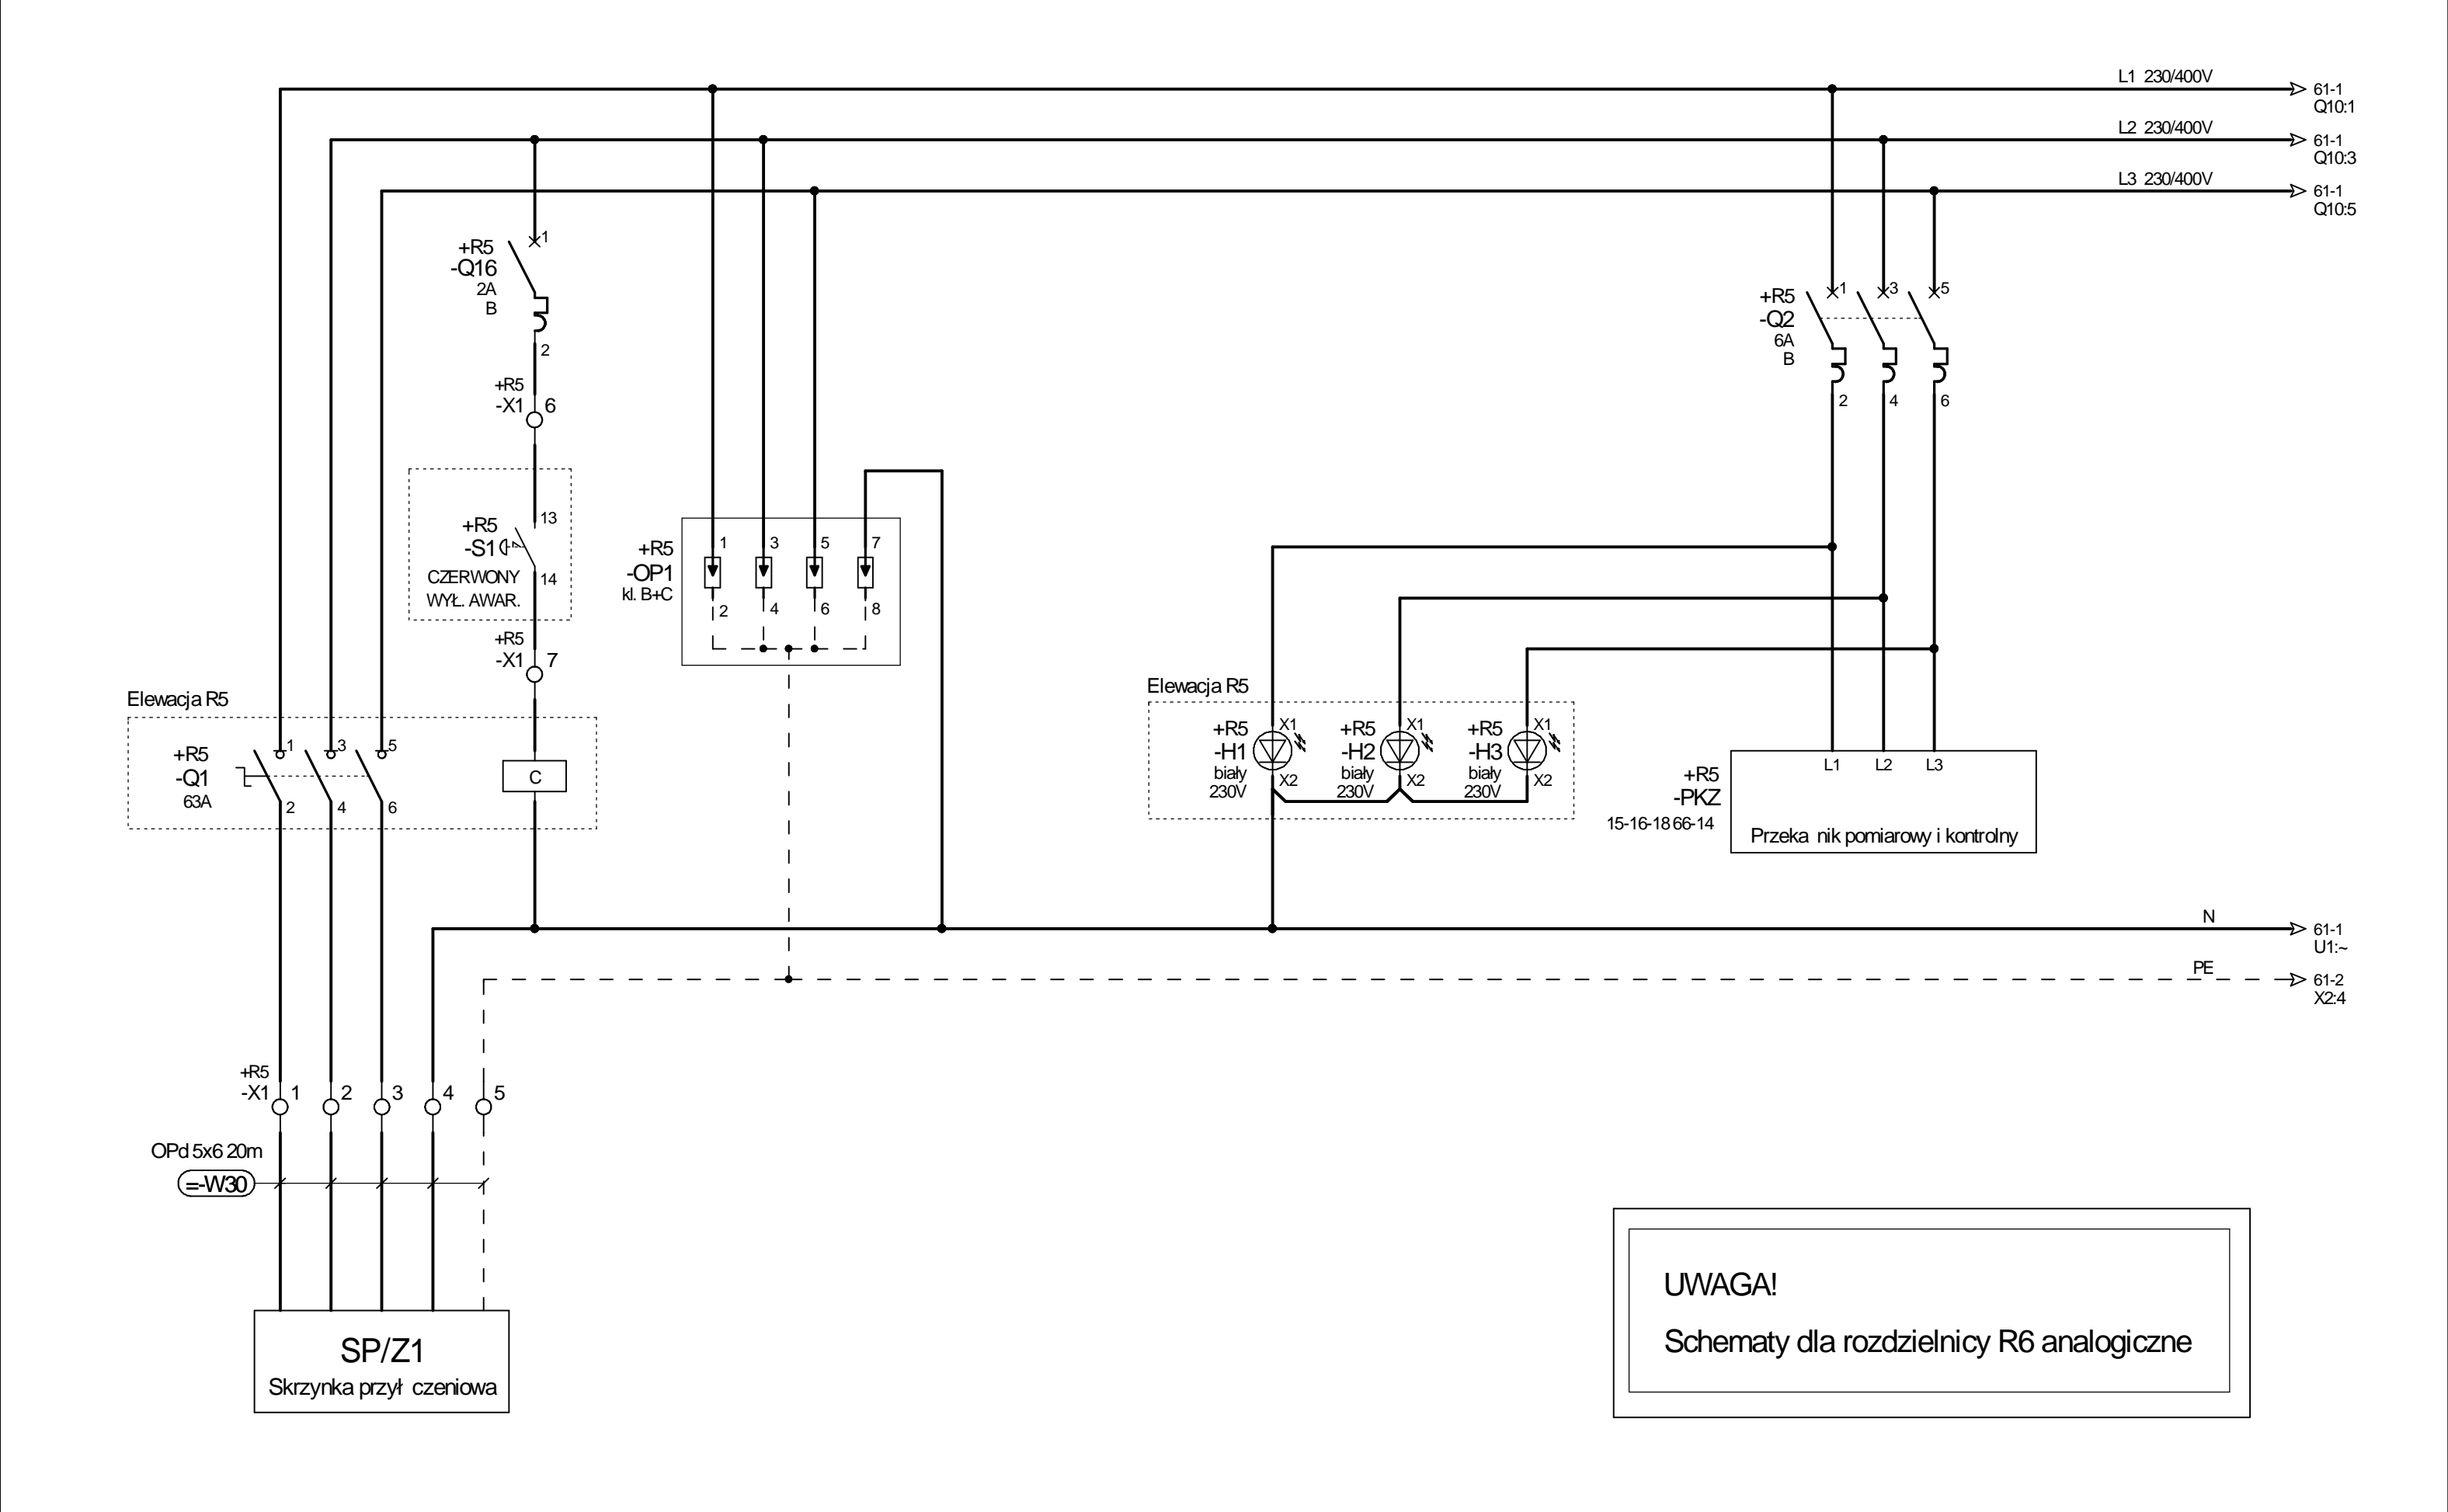 L1 230/400V
61-1
Q10:1
L2 230/400V
61-1
Q10:3
L3 230/400V
61-1
Q10:5
+R5
-Q16
2A
B
1
2
+R5
-Q2
6A
B
1
3
5
2
4
6
+R5
-X1
6
+R5
-S1
CZERWONY
WYŁ. AWAR.
13
14
+R5
-X1
7
+R5
-OP1
kl. B+C
1
3
5
7
2
4
6
8
Elewacja R5
+R5
-Q1
63A
1
3
5
2
4
6
C
Elewacja R5
+R5
-H1
biały
230V
X1
X2
+R5
-H2
biały
230V
X1
X2
+R5
-H3
biały
230V
X1
X2
+R5
-PKZ
15-16-18 66-14
L1
L2
L3
Przeka nik pomiarowy i kontrolny
N
61-1
U1:~
PE
61-2
X2:4
+R5
-X1
1
2
3
4
5
OPd 5x6 20m
=-W30
SP/Z1
Skrzynka przył czeniowa
UWAGA!
Schematy dla rozdzielnicy R6 analogiczne